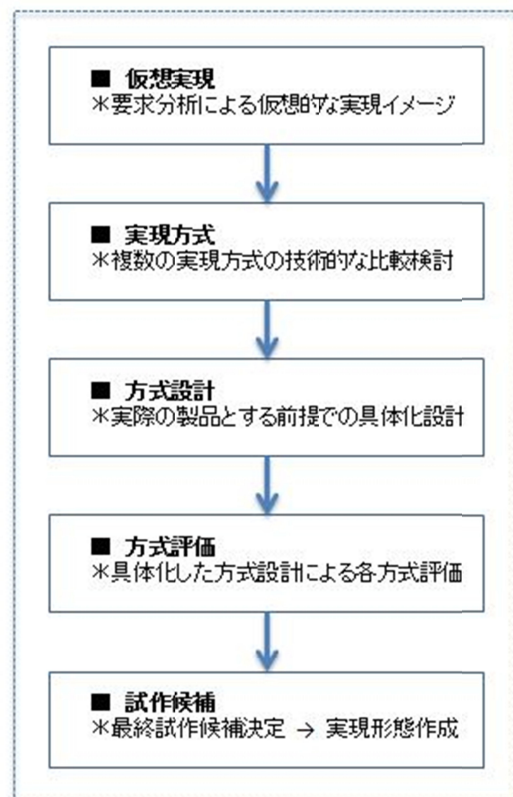 ■ 仮想実現
＊要求分析による仮想的な実現イメージ
■ 実現方式
＊複数の実現方式の技術的な比較検討
■ 方式設計
＊実際の製品とする前提での具体化設計
■ 方式評価
＊具体化した方式設計による各方式評価
■ 試作候補
＊最終試作候補決定 → 実現形態作成